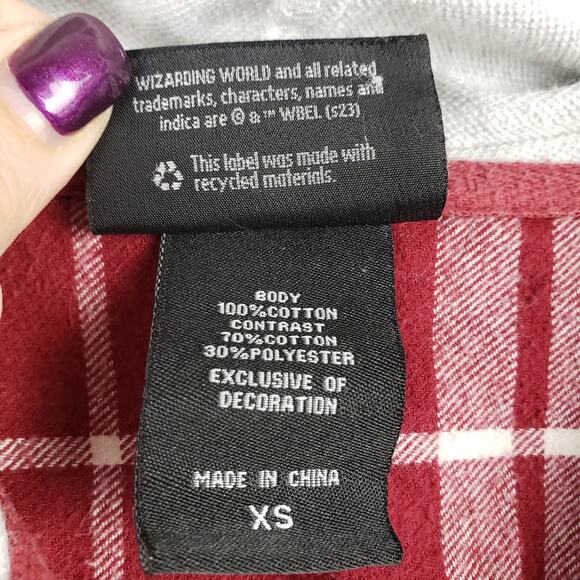 WIZARDING WORLD and all related
trademarks, characters, names and
indica are © & ™ WBEI. (s23)
This label was made with
recycled materials.
BODY
100%COTTON
CONTRAST
70%COTTON
30%POLYESTER
EXCLUSIVE OF
DECORATION
MADE IN CHINA
XS